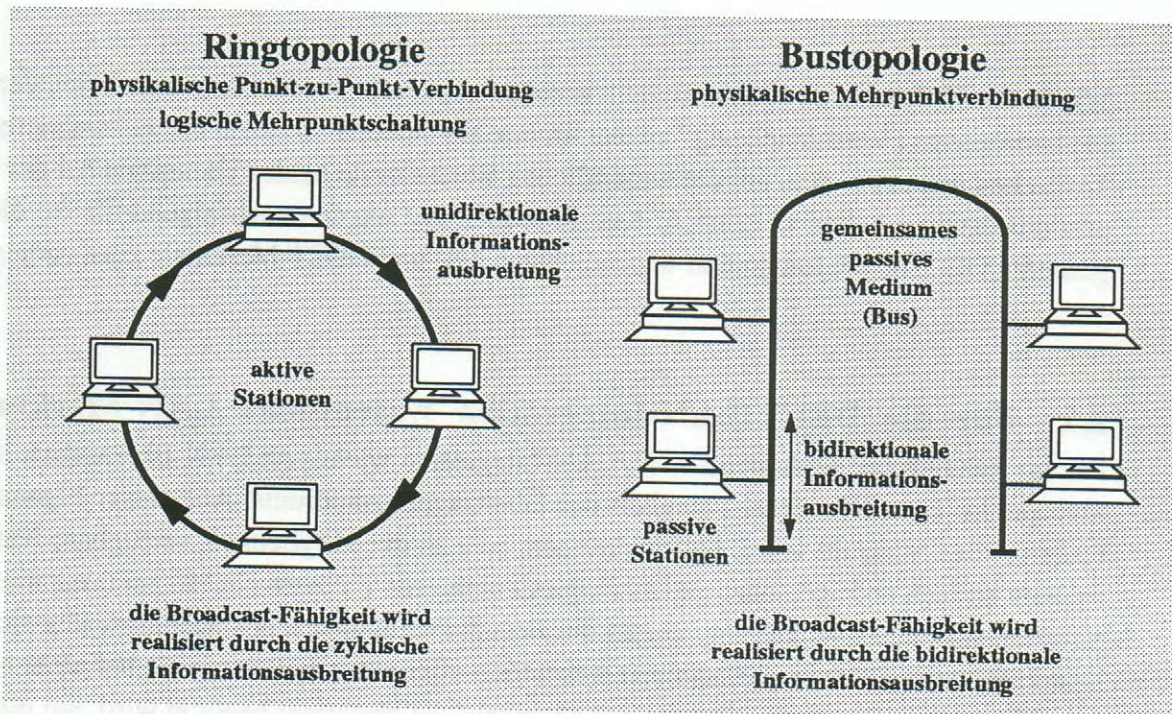 Ringtopologie
physikalische Punkt-zu-Punkt-Verbindung
logische Mehrpunktschaltung
unidirektionale
Informations-
ausbreitung
aktive
Stationen
die Broadcast-Fähigkeit wird
realisiert durch die zyklische
Informationsausbreitung
Bustopologie
physikalische Mehrpunktverbindung
gemeinsames
passives
Medium
(Bus)
bidirektionale
Informations-
ausbreitung
passive
Stationen
die Broadcast-Fähigkeit wird
realisiert durch die bidirektionale
Informationsausbreitung